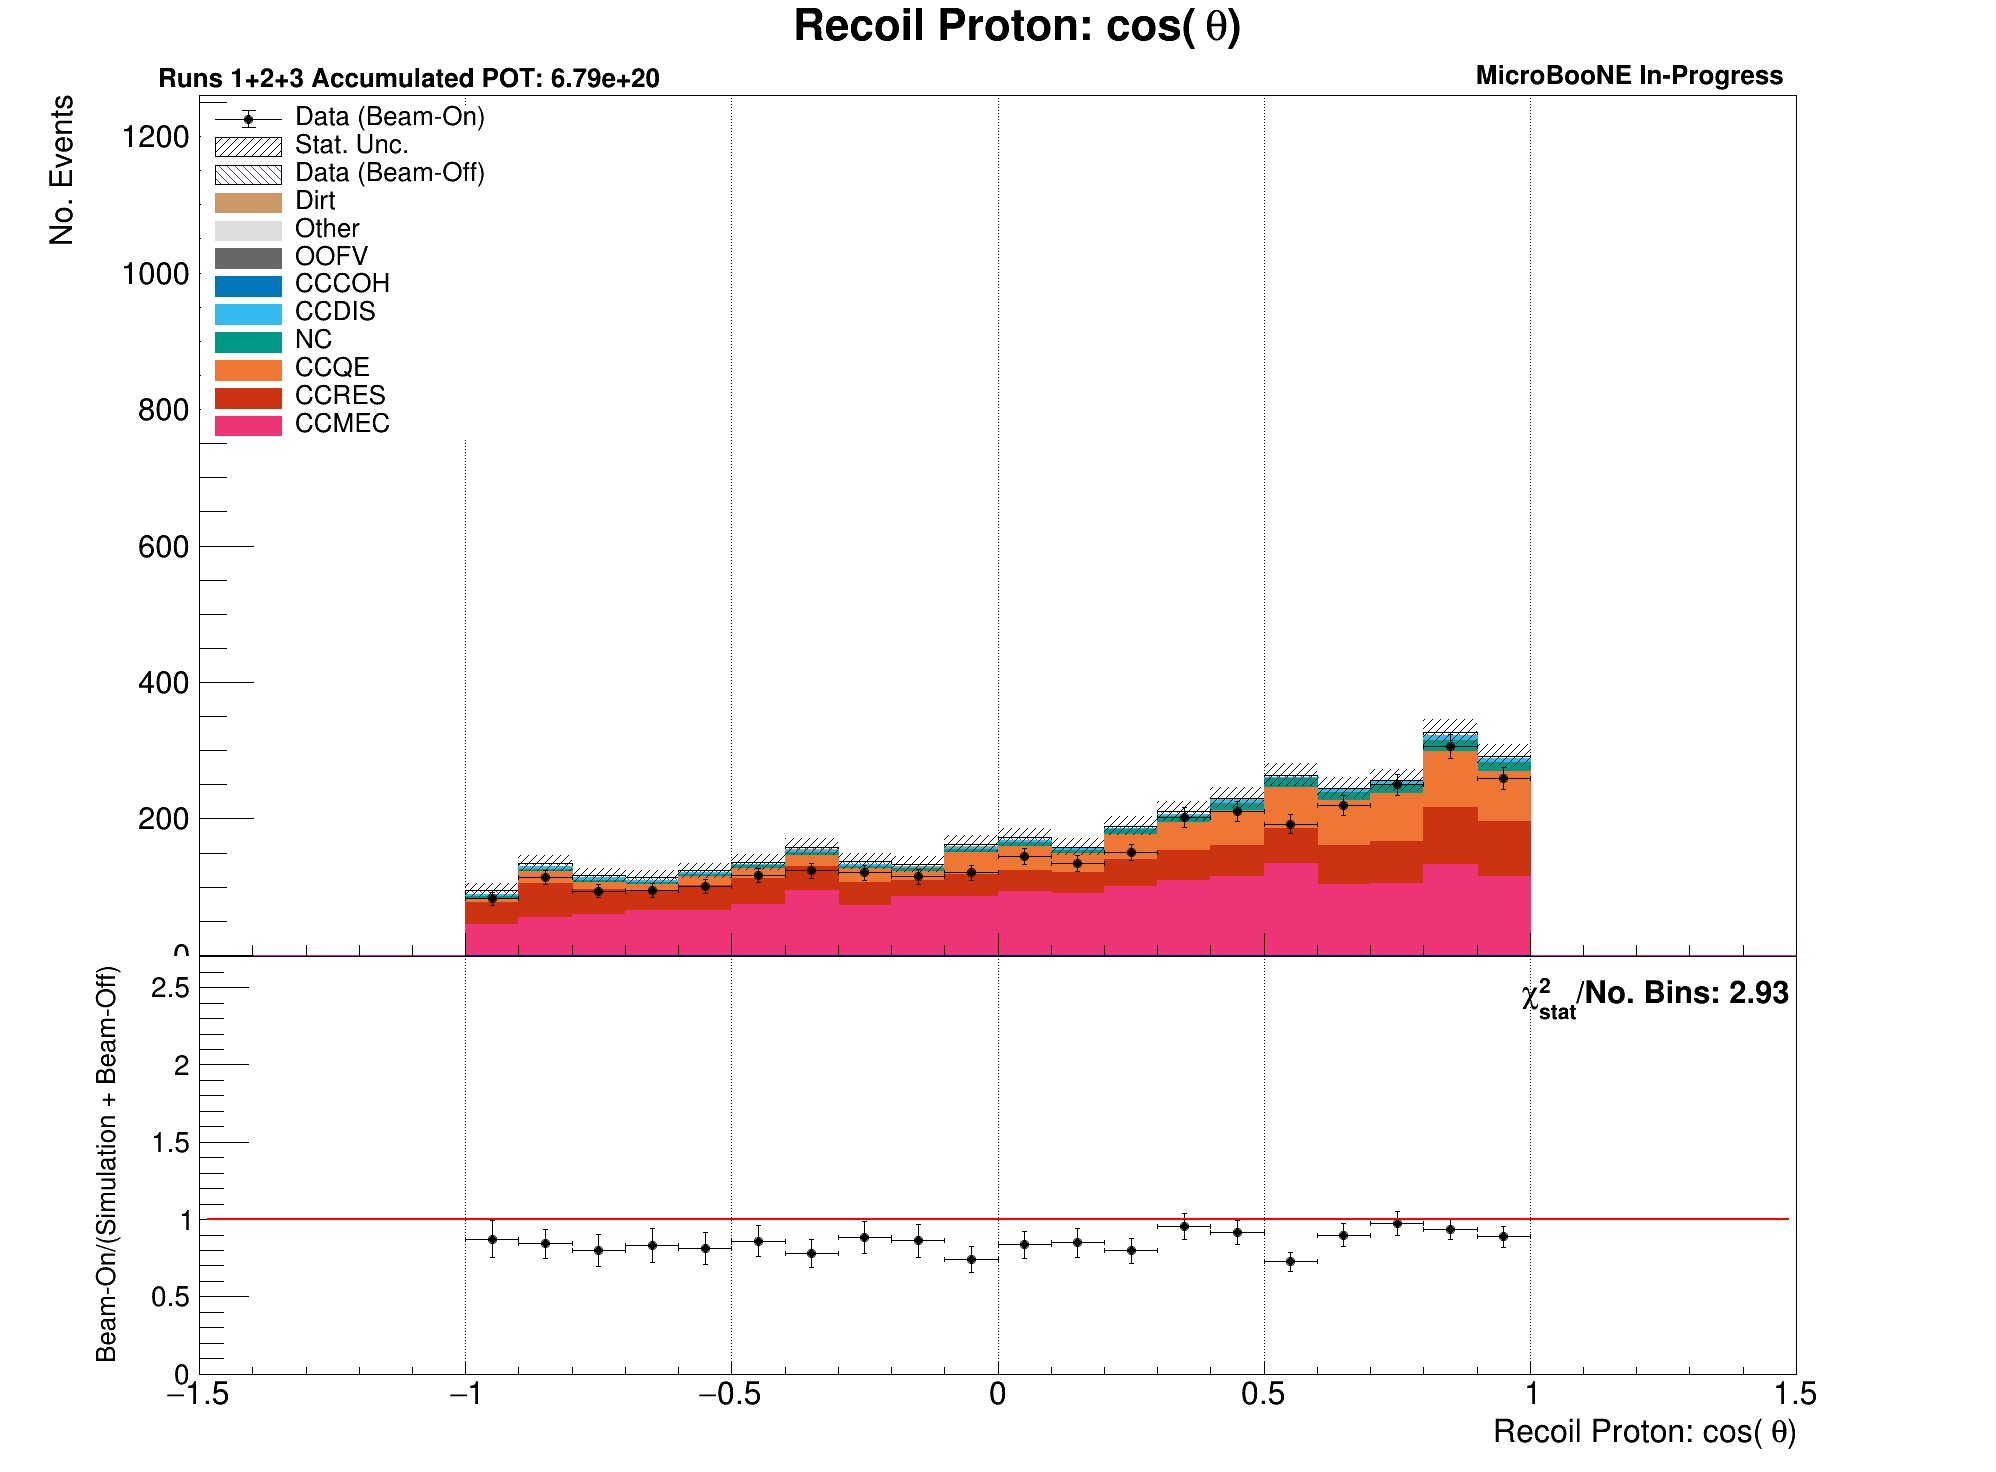 Recoil Proton: cos( θ)
Runs 1+2+3 Accumulated POT: 6.79e+20
MicroBooNE In-Progress
No. Events
1200
1000
800
600
400
200
0
Data (Beam-On)
Stat. Unc.
Data (Beam-Off)
Dirt
Other
OOFV
CCCOH
CCDIS
NC
CCQE
CCRES
CCMEC
Beam-On/(Simulation + Beam-Off)
2.5
2
1.5
1
0.5
0
χ²stat/No. Bins: 2.93
−1.5 −1 −0.5 0 0.5 1 1.5
Recoil Proton: cos( θ)